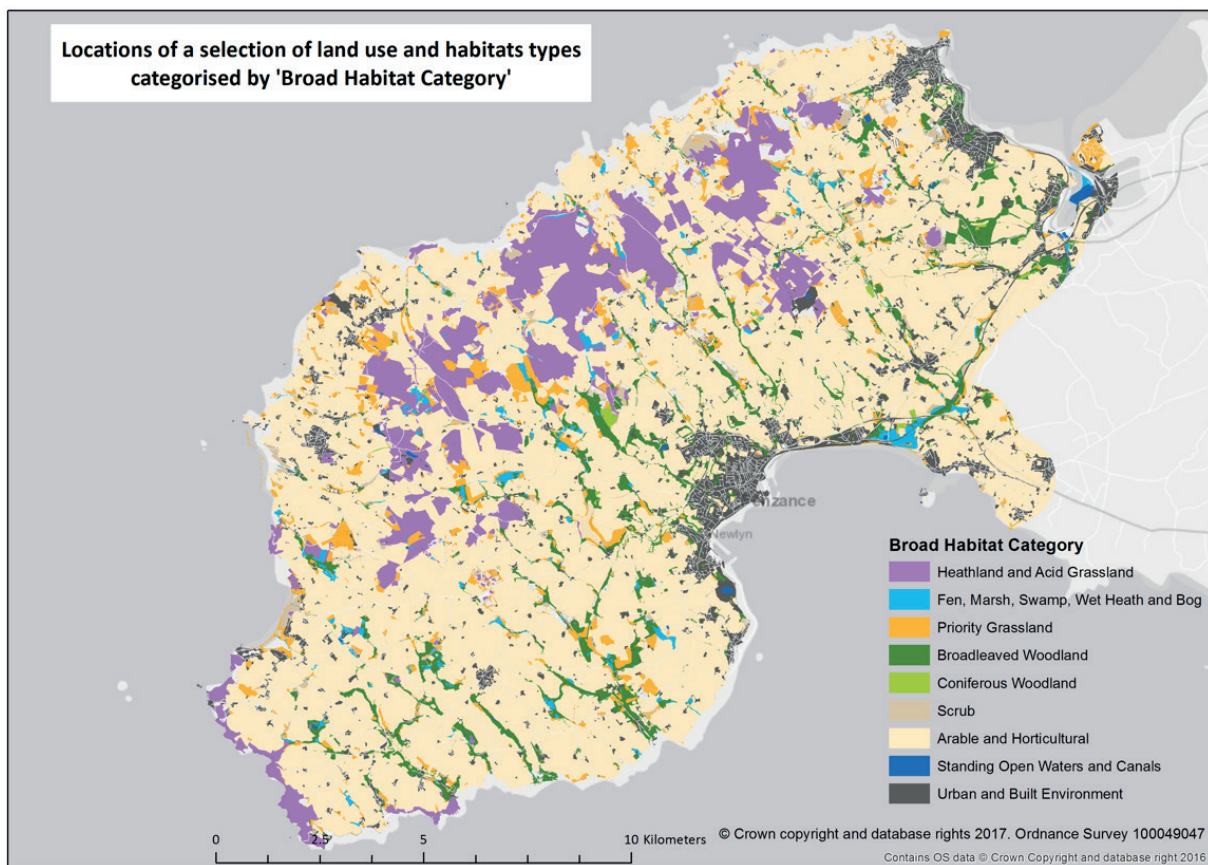 Locations of a selection of land use and habitats types
categorised by 'Broad Habitat Category'
Newlyn
Broad Habitat Category
Heathland and Acid Grassland
Fen, Marsh, Swamp, Wet Heath and Bog
Priority Grassland
Broadleaved Woodland
Coniferous Woodland
Scrub
Arable and Horticultural
Standing Open Waters and Canals
Urban and Built Environment
0 2.5 5 10 Kilometers
© Crown copyright and database rights 2017. Ordnance Survey 100049047
Contains OS data © Crown Copyright and database right 2016